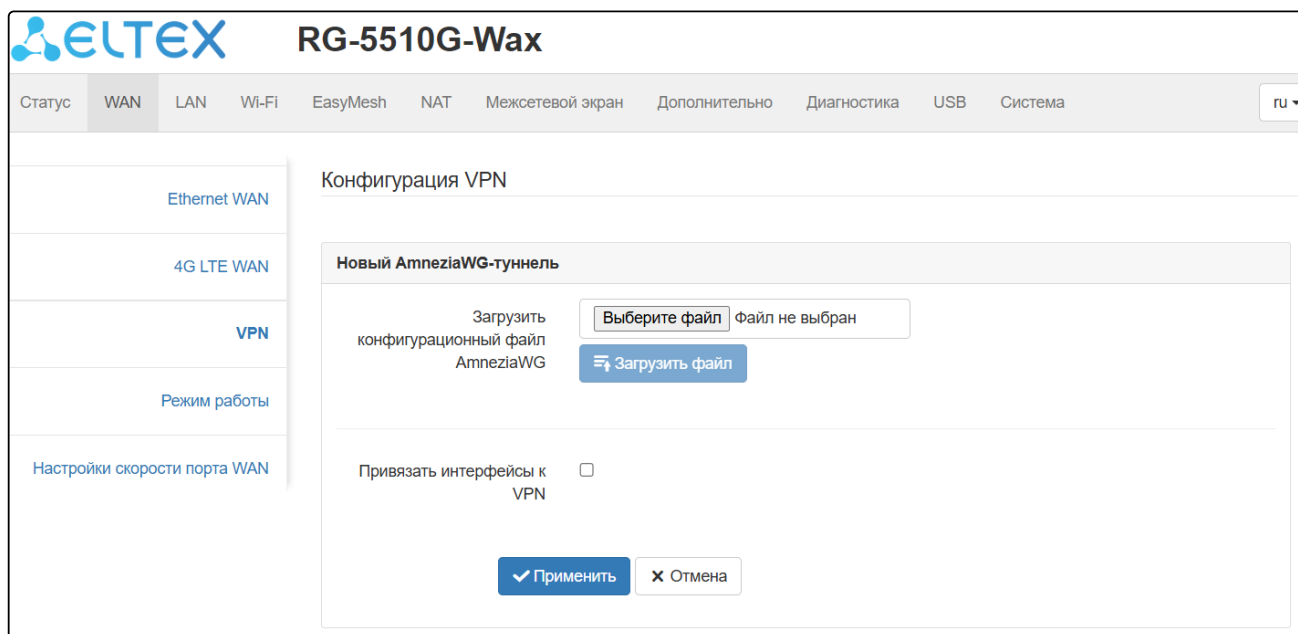 ELTEX RG-5510G-Wax
Статус WAN LAN Wi-Fi EasyMesh NAT Межсетевой экран Дополнительно Диагностика USB Система ru
Ethernet WAN
4G LTE WAN
VPN
Режим работы
Настройки скорости порта WAN
Конфигурация VPN
Новый AmneziaWG-туннель
Загрузить
конфигурационный файл
AmneziaWG
Выберите файл Файл не выбран
Загрузить файл
Привязать интерфейсы к
VPN
Применить Отмена